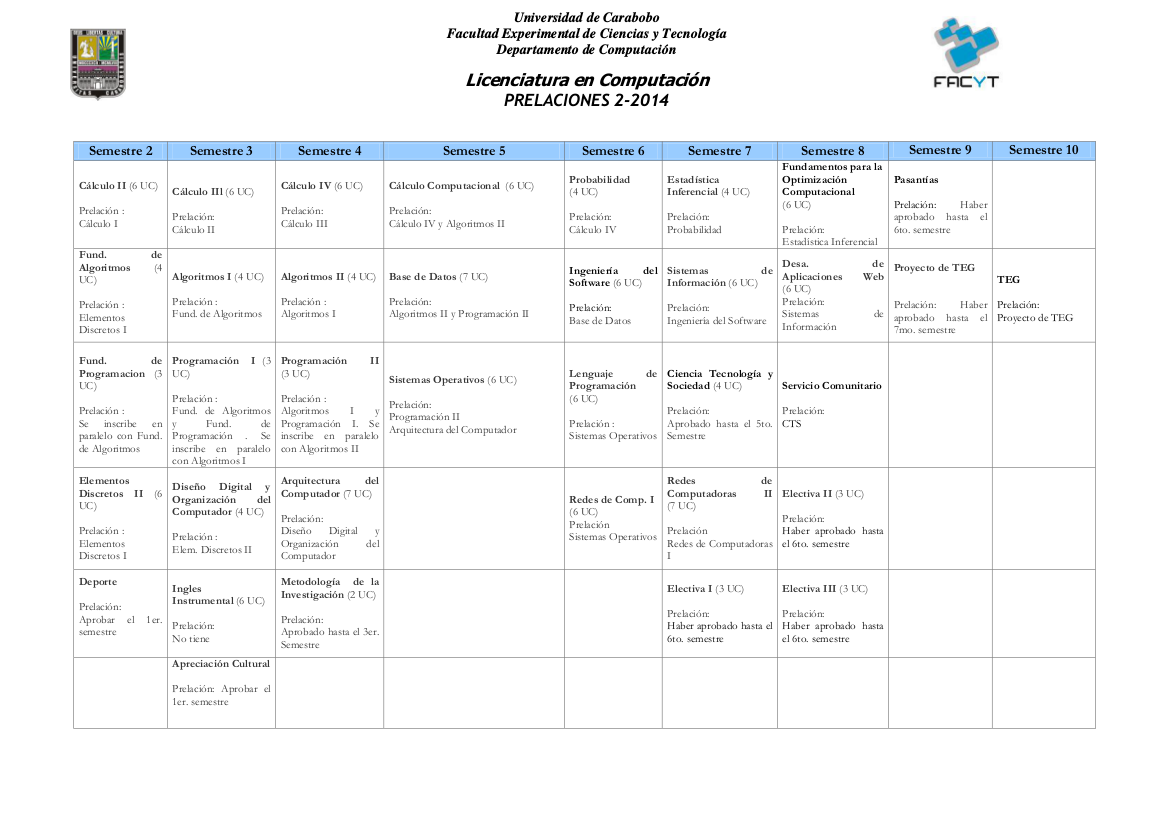 Universidad de Carabobo
Facultad Experimental de Ciencias y Tecnología
Departamento de Computación
FACYT
Licenciatura en Computación
PRELACIONES 2-2014
Semestre 2
Semestre 3
Semestre 4
Semestre 5
Semestre 6
Semestre 7
Semestre 8
Semestre 9
Semestre 10
Cálculo II (6 UC)
Prelación :
Cálculo I
Cálculo III (6 UC)
Prelación:
Cálculo II
Cálculo IV (6 UC)
Prelación:
Cálculo III
Cálculo Computacional (6 UC)
Prelación:
Cálculo IV y Algoritmos II
Probabilidad
(4 UC)
Prelación:
Cálculo IV
Estadística
Inferencial (4 UC)
Prelación:
Probabilidad
Fundamentos para la
Optimización
Computacional
(6 UC)
Prelación:
Estadística Inferencial
Pasantías
Prelación: Haber
aprobado hasta el
6to. semestre
Fund. de
Algoritmos (4
UC)
Prelación :
Elementos
Discretos I
Algoritmos I (4 UC)
Prelación :
Fund. de Algoritmos
Algoritmos II (4 UC)
Prelación :
Algoritmos I
Base de Datos (7 UC)
Prelación:
Algoritmos II y Programación II
Ingeniería del
Software (6 UC)
Prelación:
Base de Datos
Sistemas de
Información (6 UC)
Prelación:
Ingeniería del Software
Desa. de
Aplicaciones Web
(6 UC)
Prelación:
Sistemas de
Información
Proyecto de TEG
Prelación: Haber
aprobado hasta el
7mo. semestre
TEG
Prelación:
Proyecto de TEG
Fund. de
Programacion (3
UC)
Prelación :
Se inscribe en
paralelo con Fund.
de Algoritmos
Programación I (3
UC)
Prelación :
Fund. de Algoritmos
y Fund. de
Programación . Se
inscribe en paralelo
con Algoritmos I
Programación II
(3 UC)
Prelación :
Algoritmos I y
Programación I. Se
inscribe en paralelo
con Algoritmos II
Sistemas Operativos (6 UC)
Prelación:
Programación II
Arquitectura del Computador
Lenguaje de
Programación
(6 UC)
Prelación :
Sistemas Operativos
Ciencia Tecnología y
Sociedad (4 UC)
Prelación:
Aprobado hasta el 5to.
Semestre
Servicio Comunitario
Prelación:
CTS
Elementos
Discretos II (6
UC)
Prelación :
Elementos
Discretos I
Diseño Digital y
Organización del
Computador (4 UC)
Prelación :
Elem. Discretos II
Arquitectura del
Computador (7 UC)
Prelación:
Diseño Digital y
Organización del
Computador
Redes de Comp. I
(6 UC)
Prelación
Sistemas Operativos
Redes de
Computadoras II
(7 UC)
Prelación
Redes de Computadoras
I
Electiva II (3 UC)
Prelación:
Haber aprobado hasta
el 6to. semestre
Deporte
Prelación:
Aprobar el 1er.
semestre
Ingles
Instrumental (6 UC)
Prelación:
No tiene
Metodología de la
Investigación (2 UC)
Prelación:
Aprobado hasta el 3er.
Semestre
Electiva I (3 UC)
Prelación:
Haber aprobado hasta el
6to. semestre
Electiva III (3 UC)
Prelación:
Haber aprobado hasta
el 6to. semestre
Apreciación Cultural
Prelación: Aprobar el
1er. semestre